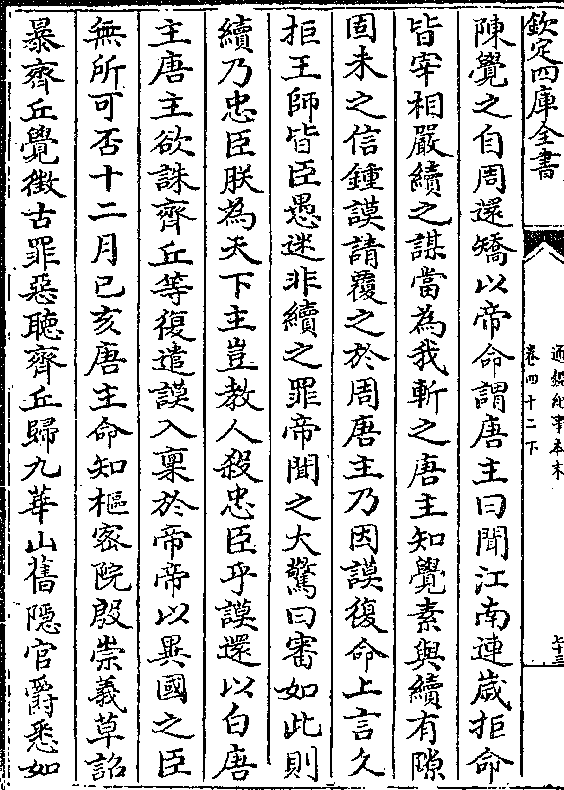 欽定四庫全書
通鑑紀事本末
卷四十二下
七十三
陳覺之自周還矯以帝命謂唐主曰聞江南連歲拒命
皆宰相嚴續之謀當為我斬之唐主知覺素與續有隙
固未之信鍾謨請覆之於周唐主乃因謨復命上言久
拒王師皆臣愚迷非續之罪帝聞之大驚曰審如此則
續乃忠臣朕為天下主豈教人殺忠臣乎謨還以白唐
主唐主欲誅齊丘等復遣謨入稟於帝帝以異國之臣
無所可否十二月己亥唐主命知樞密院殷崇義草詔
暴齊丘覺徵古罪惡聽齊丘歸九華山舊隱官爵悉如